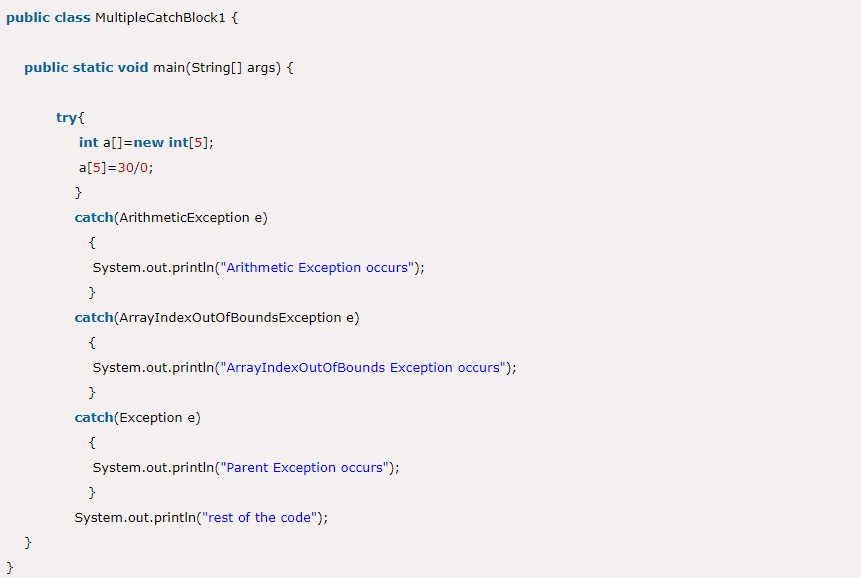 public class MultipleCatchBlock1 {
public static void main(String[] args) {
try{
int a[]=new int[5];
a[5]=30/0;
}
catch(ArithmeticException e)
{
System.out.println("Arithmetic Exception occurs");
}
catch(ArrayIndexOutOfBoundsException e)
{
System.out.println("ArrayIndexOutOfBounds Exception occurs");
}
catch(Exception e)
{
System.out.println("Parent Exception occurs");
}
System.out.println("rest of the code");
}
}